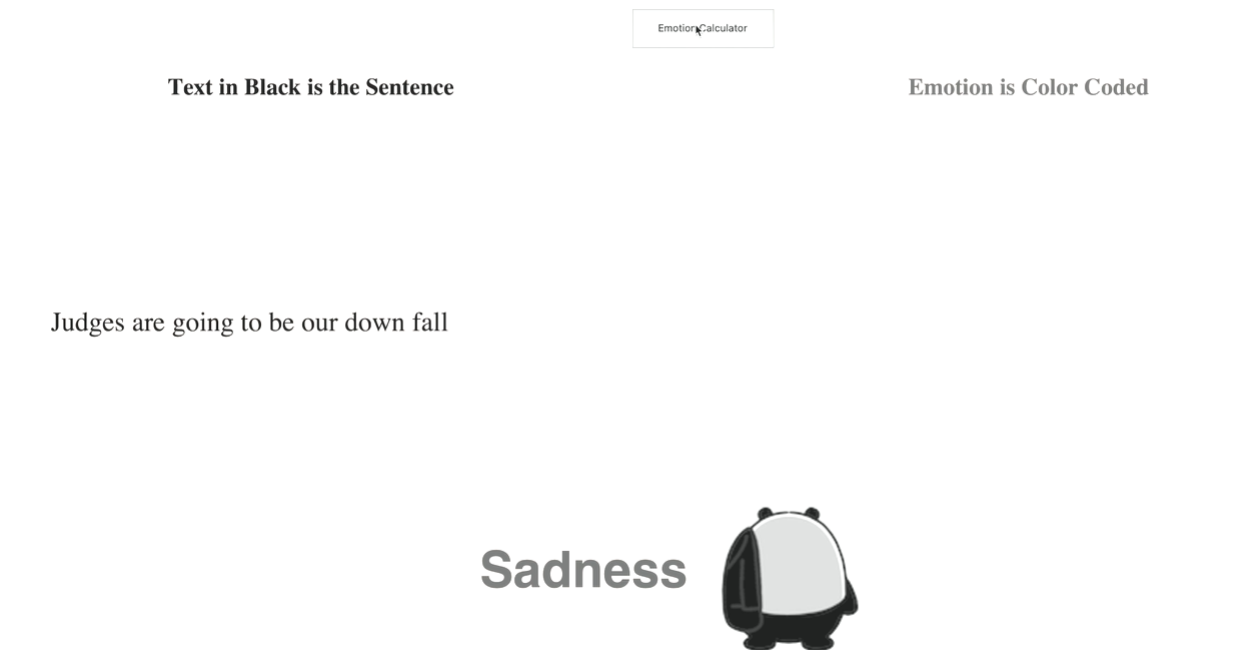 Emotion Calculator
Text in Black is the Sentence
Emotion is Color Coded
Judges are going to be our down fall
Sadness